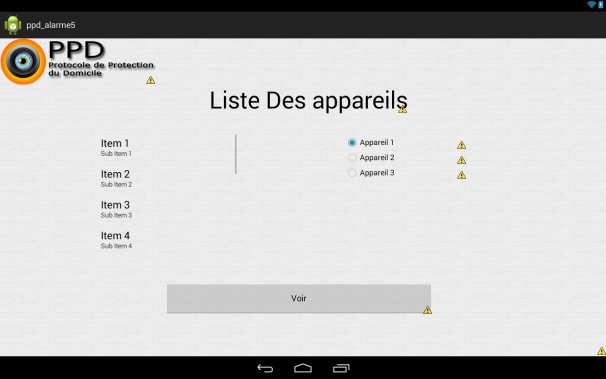 ppd_alarme5
PPD
Protocole de Protection
du Domicile
Liste Des appareils
Item 1
Sub Item 1
Item 2
Sub Item 2
Item 3
Sub Item 3
Item 4
Sub Item 4
Appareil 1
Appareil 2
Appareil 3
Voir